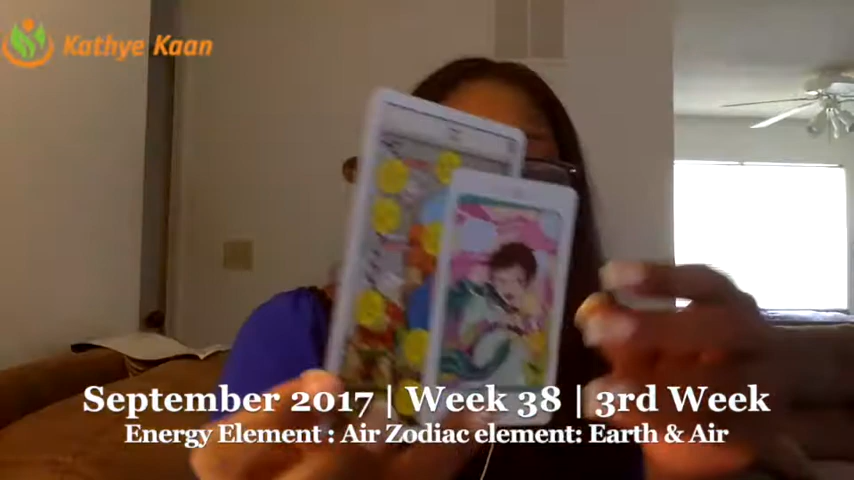 Kathye Kaan
September, 2017 | Week 38 | 3rd Week
Energy Element : Air Zodiac element: Earth & Air